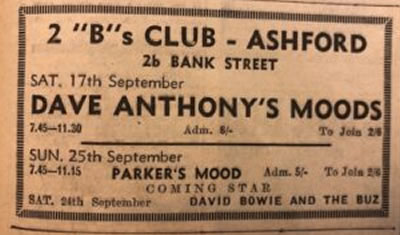 2 "B"s CLUB - ASHFORD
2b BANK STREET
SAT. 17th September
DAVE ANTHONY'S MOODS
7.45—11.30 Adm. 6/- To Join 2/6
SUN. 25th September
7.45—11.15 PARKER'S MOOD Adm. 5/- To Join 2/6
COMING STAR
SAT. 24th September DAVID BOWIE AND THE BUZ